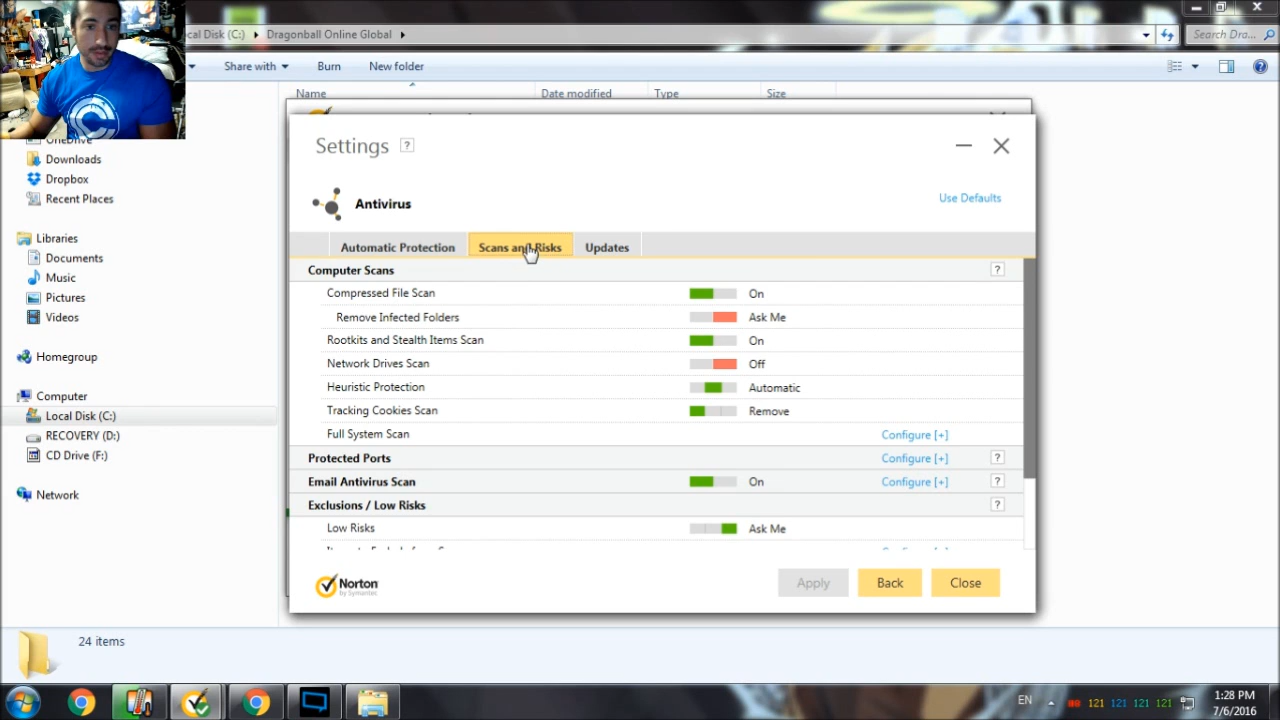 cal Disk (C:) Dragonball Online Global
Search Dra...
Share with Burn New folder
Name Date modified Type Size
OneDrive
Downloads
Dropbox
Recent Places
Libraries
Documents
Music
Pictures
Videos
Homegroup
Computer
Local Disk (C:)
RECOVERY (D:)
CD Drive (F:)
Network
Settings ?
Antivirus
Use Defaults
Automatic Protection Scans and Risks Updates
Computer Scans ?
Compressed File Scan On
Remove Infected Folders Ask Me
Rootkits and Stealth Items Scan On
Network Drives Scan Off
Heuristic Protection Automatic
Tracking Cookies Scan Remove
Full System Scan Configure [+]
Protected Ports Configure [+] ?
Email Antivirus Scan On Configure [+] ?
Exclusions / Low Risks ?
Low Risks Ask Me
Norton
by Symantec
Apply Back Close
24 items
EN
121 121 121 121
1:28 PM
7/6/2016